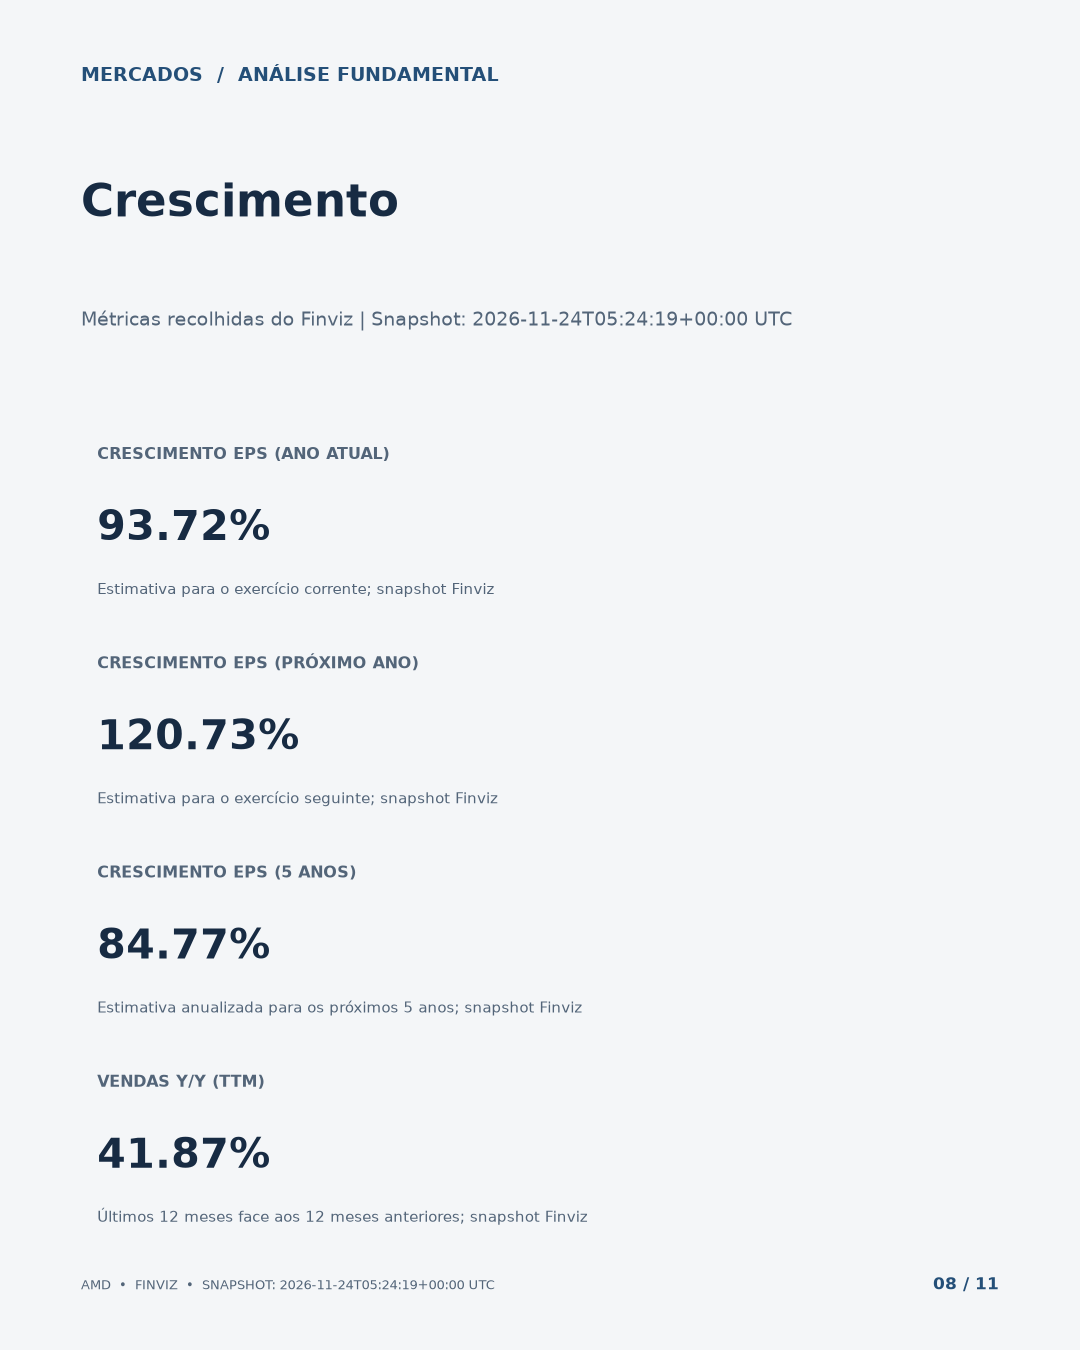 MERCADOS / ANÁLISE FUNDAMENTAL
Crescimento
Métricas recolhidas do Finviz | Snapshot: 2026-11-24T05:24:19+00:00 UTC
CRESCIMENTO EPS (ANO ATUAL)
93.72%
Estimativa para o exercício corrente; snapshot Finviz
CRESCIMENTO EPS (PRÓXIMO ANO)
120.73%
Estimativa para o exercício seguinte; snapshot Finviz
CRESCIMENTO EPS (5 ANOS)
84.77%
Estimativa anualizada para os próximos 5 anos; snapshot Finviz
VENDAS Y/Y (TTM)
41.87%
Últimos 12 meses face aos 12 meses anteriores; snapshot Finviz
AMD • FINVIZ • SNAPSHOT: 2026-11-24T05:24:19+00:00 UTC
08 / 11